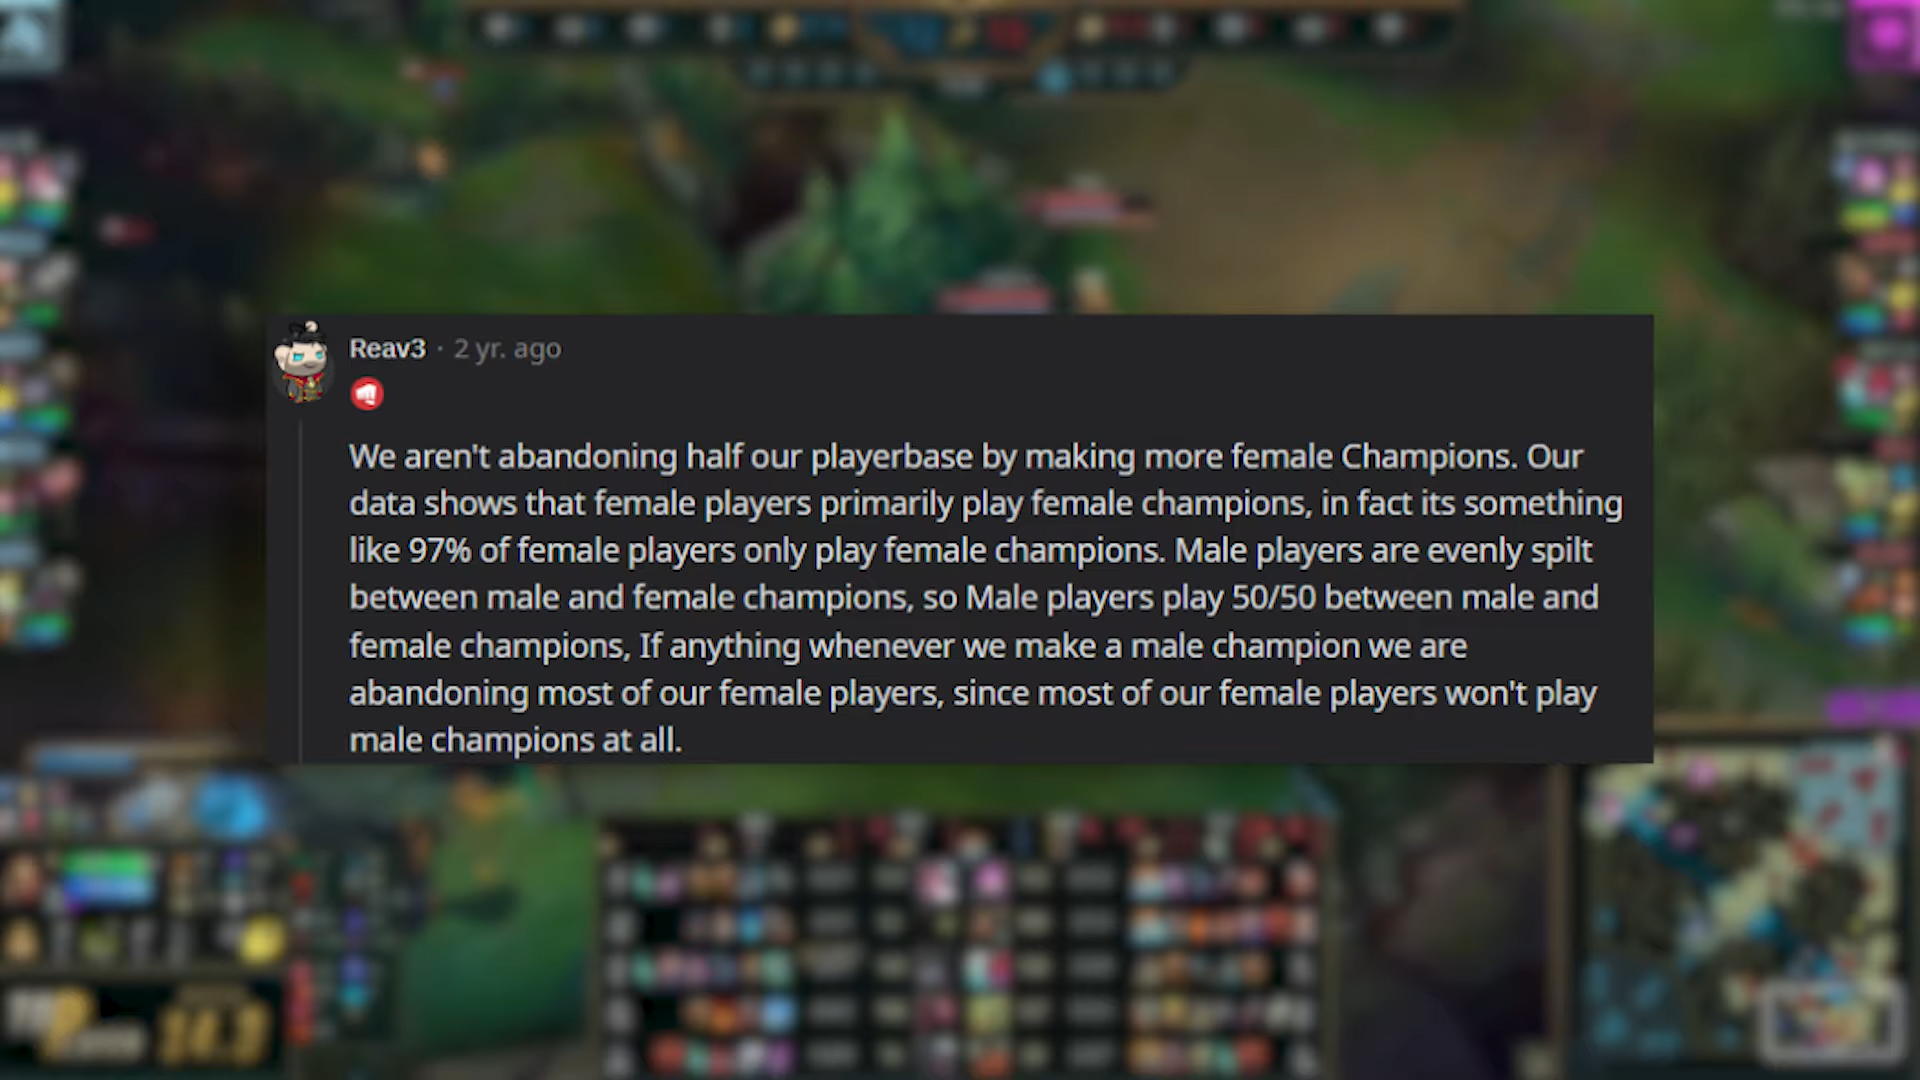 Reav3 · 2 yr. ago
We aren't abandoning half our playerbase by making more female Champions. Our
data shows that female players primarily play female champions, in fact its something
like 97% of female players only play female champions. Male players are evenly spilt
between male and female champions, so Male players play 50/50 between male and
female champions, If anything whenever we make a male champion we are
abandoning most of our female players, since most of our female players won't play
male champions at all.